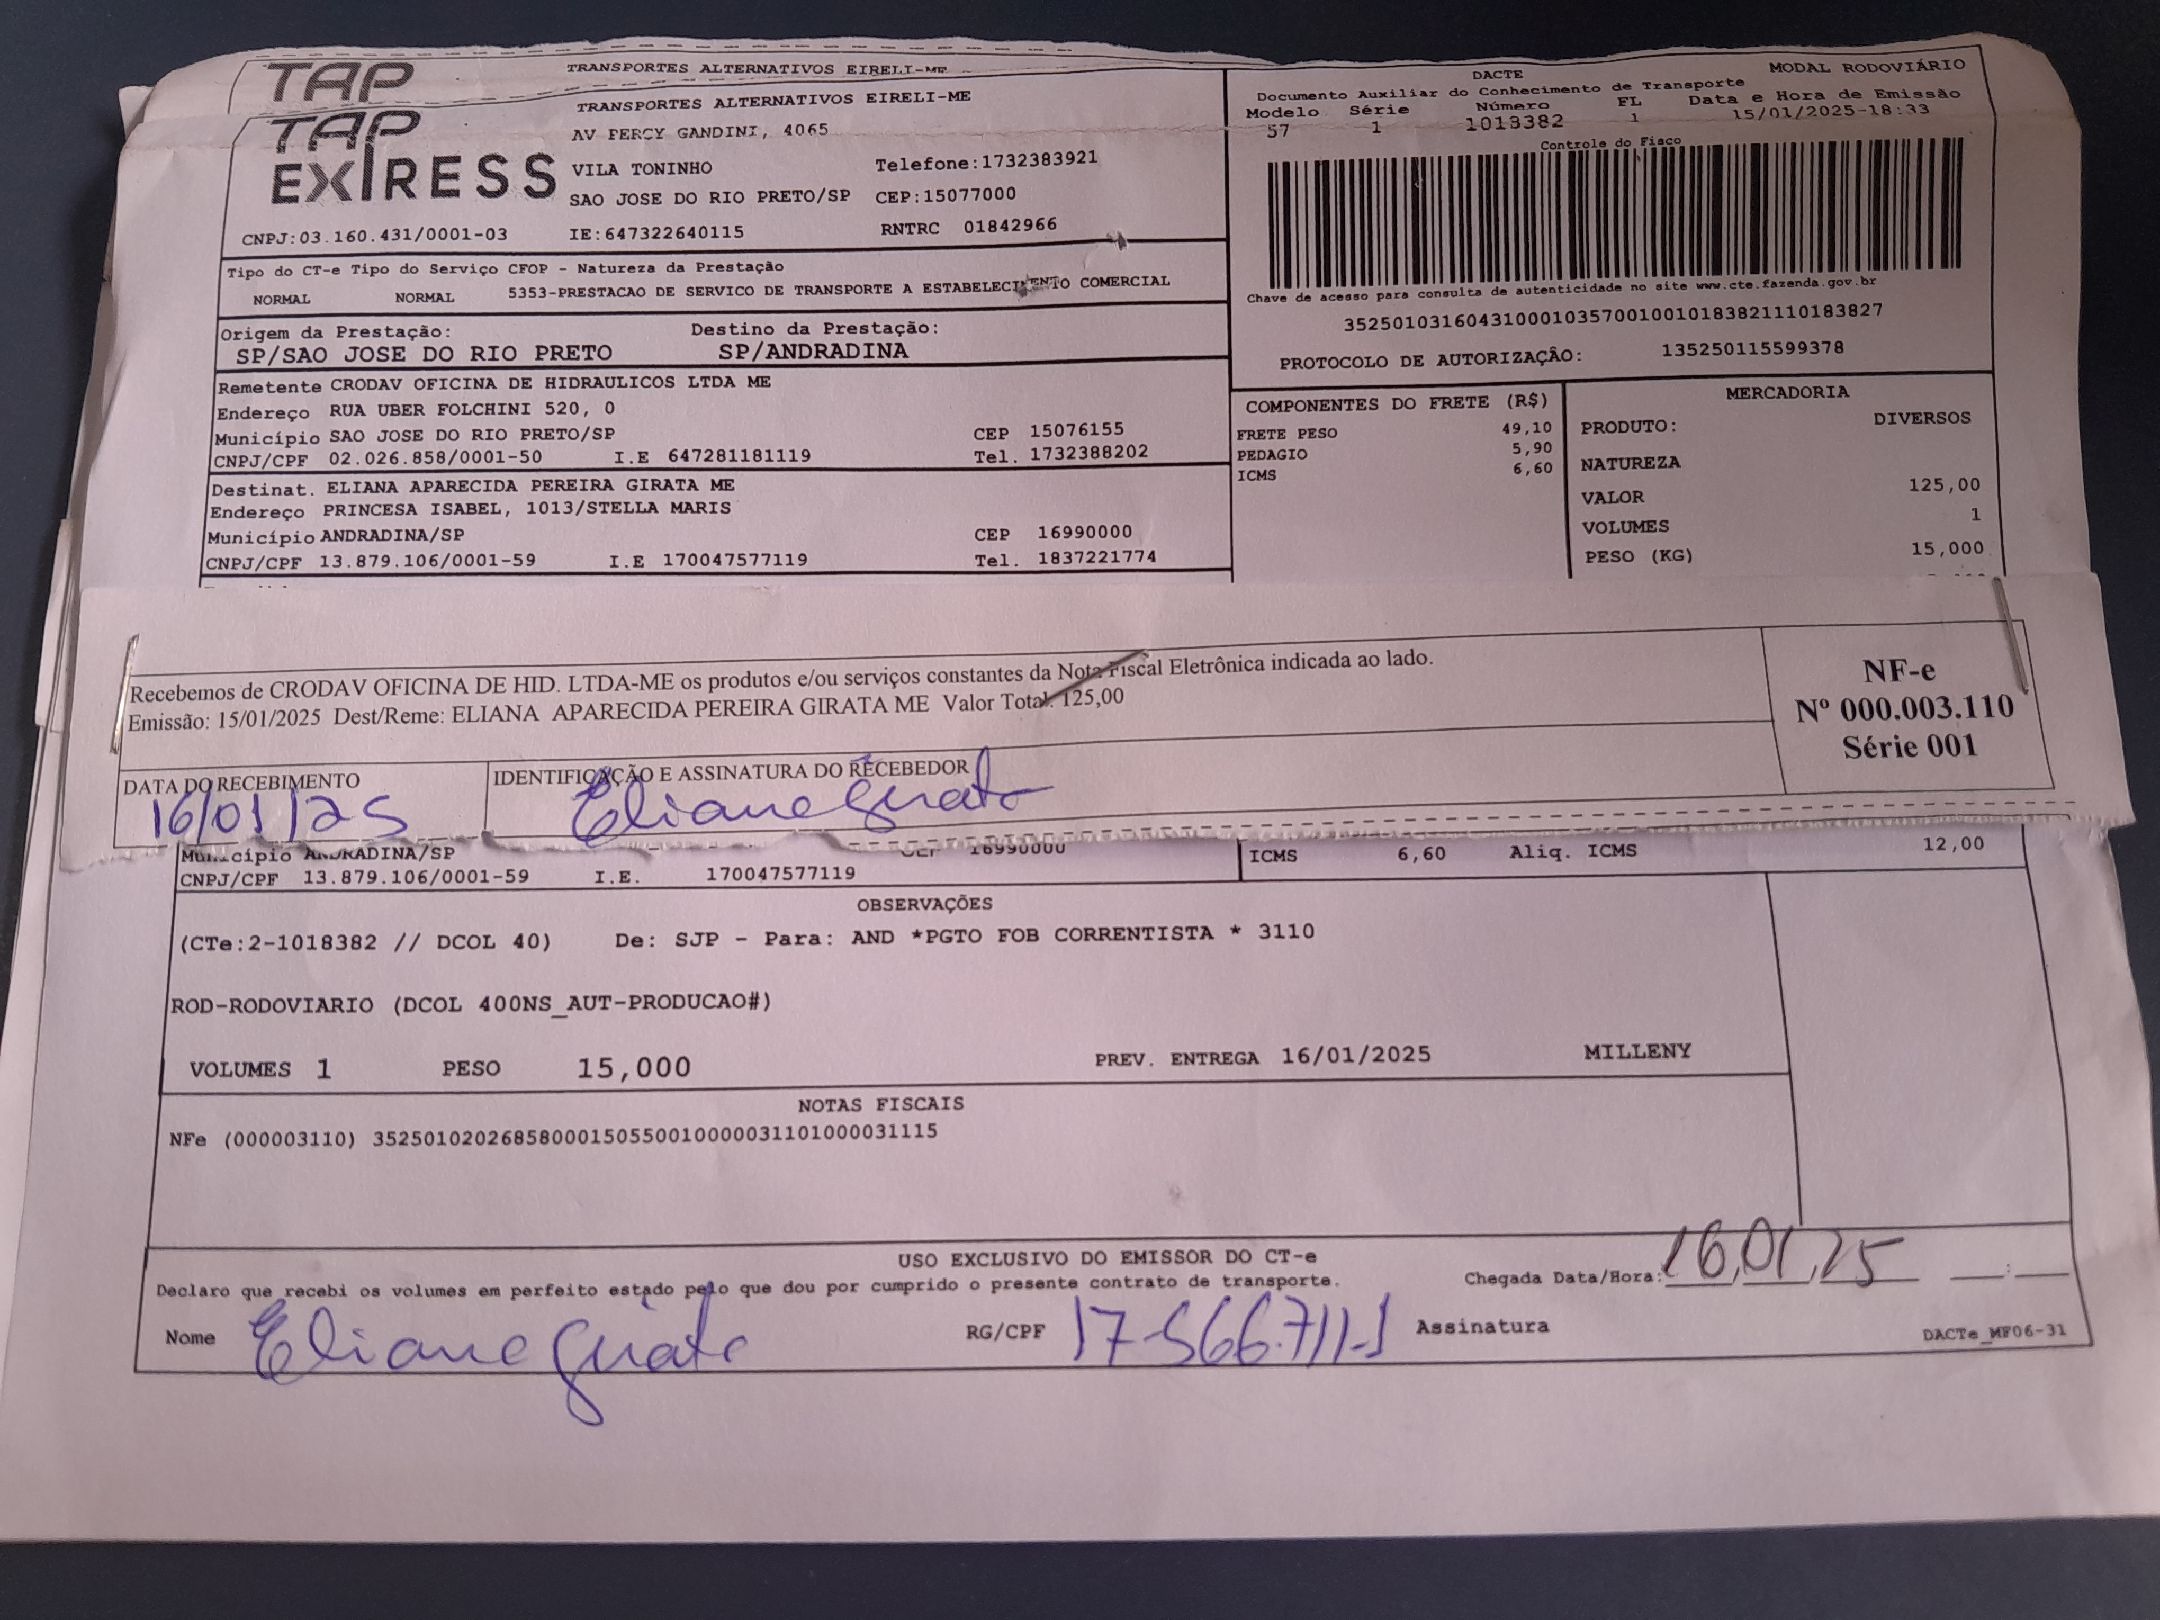 TAP
TRANSPORTES ALTERNATIVOS EIRELI-ME
TAP
EXPRESS
TRANSPORTES ALTERNATIVOS EIRELI-ME
AV PERCY GANDINI, 4065
VILA TONINHO Telefone:1732383921
SAO JOSE DO RIO PRETO/SP CEP:15077000
CNPJ:03.160.431/0001-03 IE:647322640115 RNTRC 01842966
DACTE MODAL RODOVIÁRIO
Documento Auxiliar do Conhecimento de Transporte
Modelo Série Número FL Data e Hora de Emissão
57 1 1018382 1 15/01/2025-18:33
Controle do Fisco
Chave de acesso para consulta de autenticidade no site www.cte.fazenda.gov.br
35250103160431000103570010010183821110183827
PROTOCOLO DE AUTORIZAÇÂO: 135250115599378
Tipo do CT-e Tipo do Serviço CFOP - Natureza da Prestação
NORMAL NORMAL 5353-PRESTACAO DE SERVICO DE TRANSPORTE A ESTABELECIMENTO COMERCIAL
Origem da Prestação: Destino da Prestação:
SP/SAO JOSE DO RIO PRETO SP/ANDRADINA
Remetente CRODAV OFICINA DE HIDRAULICOS LTDA ME
Endereço RUA UBER FOLCHINI 520, 0
Município SAO JOSE DO RIO PRETO/SP CEP 15076155
CNPJ/CPF 02.026.858/0001-50 I.E 647281181119 Tel. 1732388202
Destinat. ELIANA APARECIDA PEREIRA GIRATA ME
Endereço PRINCESA ISABEL, 1013/STELLA MARIS
Município ANDRADINA/SP CEP 16990000
CNPJ/CPF 13.879.106/0001-59 I.E 170047577119 Tel. 1837221774
COMPONENTES DO FRETE (R$)
FRETE PESO 49,10
PEDAGIO 5,90
ICMS 6,60
MERCADORIA
PRODUTO: DIVERSOS
NATUREZA
VALOR 125,00
VOLUMES 1
PESO (KG) 15,000
Recebemos de CRODAV OFICINA DE HID. LTDA-ME os produtos e/ou serviços constantes da Nota Fiscal Eletrônica indicada ao lado.
Emissão: 15/01/2025 Dest/Reme: ELIANA APARECIDA PEREIRA GIRATA ME Valor Total: 125,00
NF-e
Nº 000.003.110
Série 001
DATA DO RECEBIMENTO IDENTIFICAÇÃO E ASSINATURA DO RECEBEDOR
16/01/25 Eliane Girata
Município ANDRADINA/SP CEP 16990000
CNPJ/CPF 13.879.106/0001-59 I.E. 170047577119
ICMS 6,60 Aliq. ICMS 12,00
OBSERVAÇÕES
(CTe:2-1018382 // DCOL 40) De: SJP - Para: AND *PGTO FOB CORRENTISTA * 3110
ROD-RODOVIARIO (DCOL 400NS_AUT-PRODUCAO#)
VOLUMES 1 PESO 15,000 PREV. ENTREGA 16/01/2025 MILLENY
NOTAS FISCAIS
NFe (000003110) 35250102026858000150550010000031101000031115
USO EXCLUSIVO DO EMISSOR DO CT-e
Declaro que recebi os volumes em perfeito estado pelo que dou por cumprido o presente contrato de transporte.
Chegada Data/Hora: 16,01,25 __:__
Nome Eliane Girata RG/CPF 17-566.711-1 Assinatura
DACTe_MF06-31